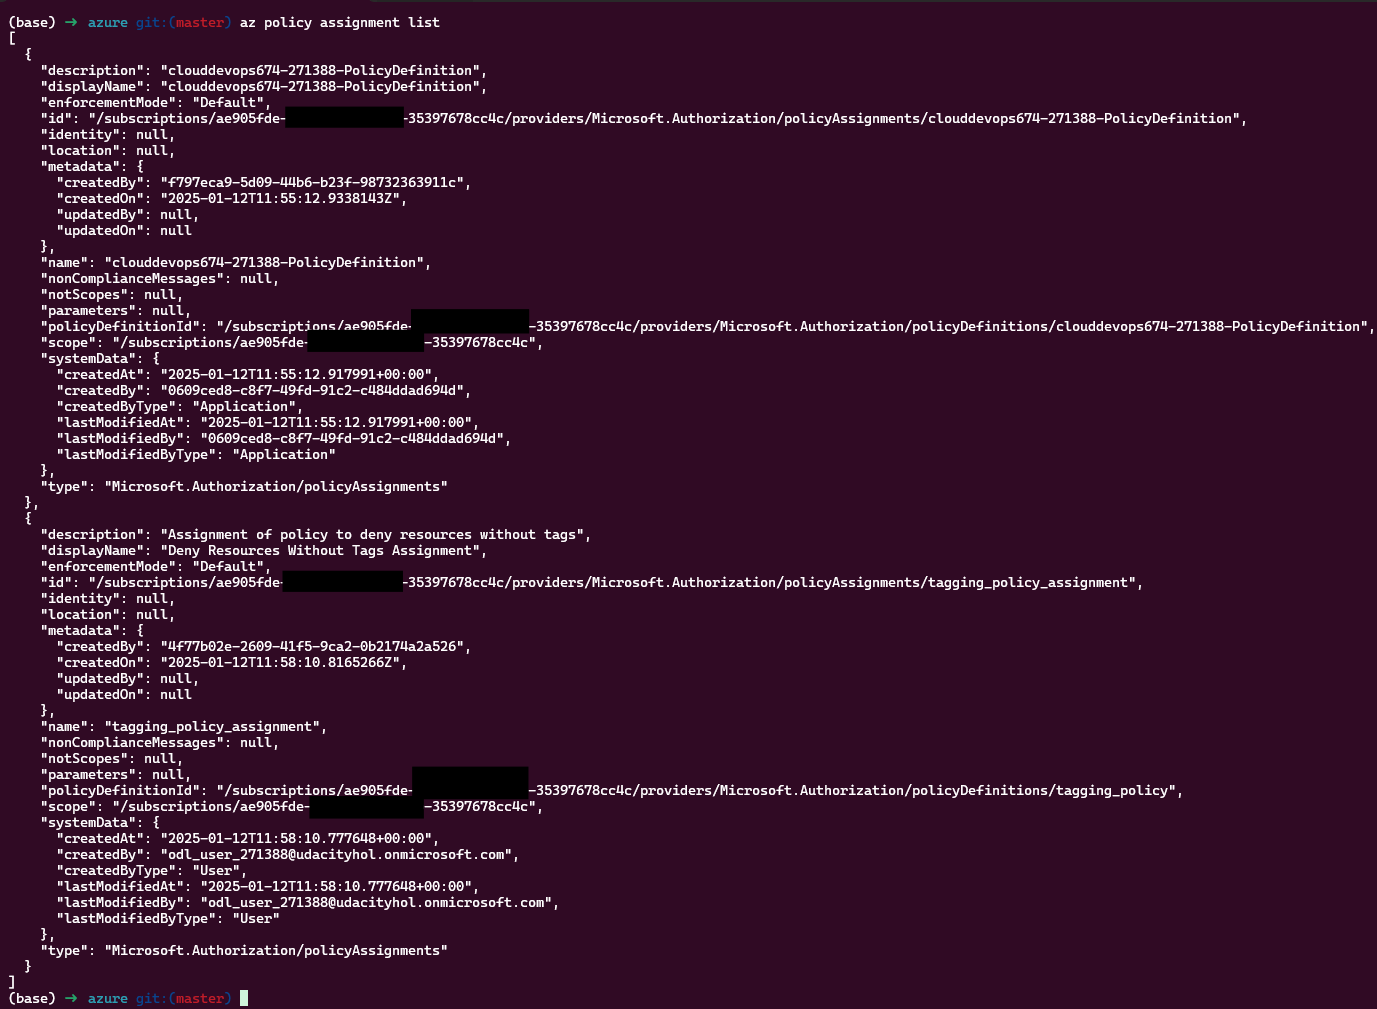 (base) → azure git:(master) az policy assignment list
[
  {
    "description": "clouddevops674-271388-PolicyDefinition",
    "displayName": "clouddevops674-271388-PolicyDefinition",
    "enforcementMode": "Default",
    "id": "/subscriptions/ae905fde- -35397678cc4c/providers/Microsoft.Authorization/policyAssignments/clouddevops674-271388-PolicyDefinition",
    "identity": null,
    "location": null,
    "metadata": {
      "createdBy": "f797eca9-5d09-44b6-b23f-98732363911c",
      "createdOn": "2025-01-12T11:55:12.9338143Z",
      "updatedBy": null,
      "updatedOn": null
    },
    "name": "clouddevops674-271388-PolicyDefinition",
    "nonComplianceMessages": null,
    "notScopes": null,
    "parameters": null,
    "policyDefinitionId": "/subscriptions/ae905fde- -35397678cc4c/providers/Microsoft.Authorization/policyDefinitions/clouddevops674-271388-PolicyDefinition",
    "scope": "/subscriptions/ae905fde- -35397678cc4c",
    "systemData": {
      "createdAt": "2025-01-12T11:55:12.917991+00:00",
      "createdBy": "0609ced8-c8f7-49fd-91c2-c484ddad694d",
      "createdByType": "Application",
      "lastModifiedAt": "2025-01-12T11:55:12.917991+00:00",
      "lastModifiedBy": "0609ced8-c8f7-49fd-91c2-c484ddad694d",
      "lastModifiedByType": "Application"
    },
    "type": "Microsoft.Authorization/policyAssignments"
  },
  {
    "description": "Assignment of policy to deny resources without tags",
    "displayName": "Deny Resources Without Tags Assignment",
    "enforcementMode": "Default",
    "id": "/subscriptions/ae905fde- -35397678cc4c/providers/Microsoft.Authorization/policyAssignments/tagging_policy_assignment",
    "identity": null,
    "location": null,
    "metadata": {
      "createdBy": "4f77b02e-2609-41f5-9ca2-0b2174a2a526",
      "createdOn": "2025-01-12T11:58:10.8165266Z",
      "updatedBy": null,
      "updatedOn": null
    },
    "name": "tagging_policy_assignment",
    "nonComplianceMessages": null,
    "notScopes": null,
    "parameters": null,
    "policyDefinitionId": "/subscriptions/ae905fde- -35397678cc4c/providers/Microsoft.Authorization/policyDefinitions/tagging_policy",
    "scope": "/subscriptions/ae905fde- -35397678cc4c",
    "systemData": {
      "createdAt": "2025-01-12T11:58:10.777648+00:00",
      "createdBy": "odl_user_271388@udacityhol.onmicrosoft.com",
      "createdByType": "User",
      "lastModifiedAt": "2025-01-12T11:58:10.777648+00:00",
      "lastModifiedBy": "odl_user_271388@udacityhol.onmicrosoft.com",
      "lastModifiedByType": "User"
    },
    "type": "Microsoft.Authorization/policyAssignments"
  }
]
(base) → azure git:(master)